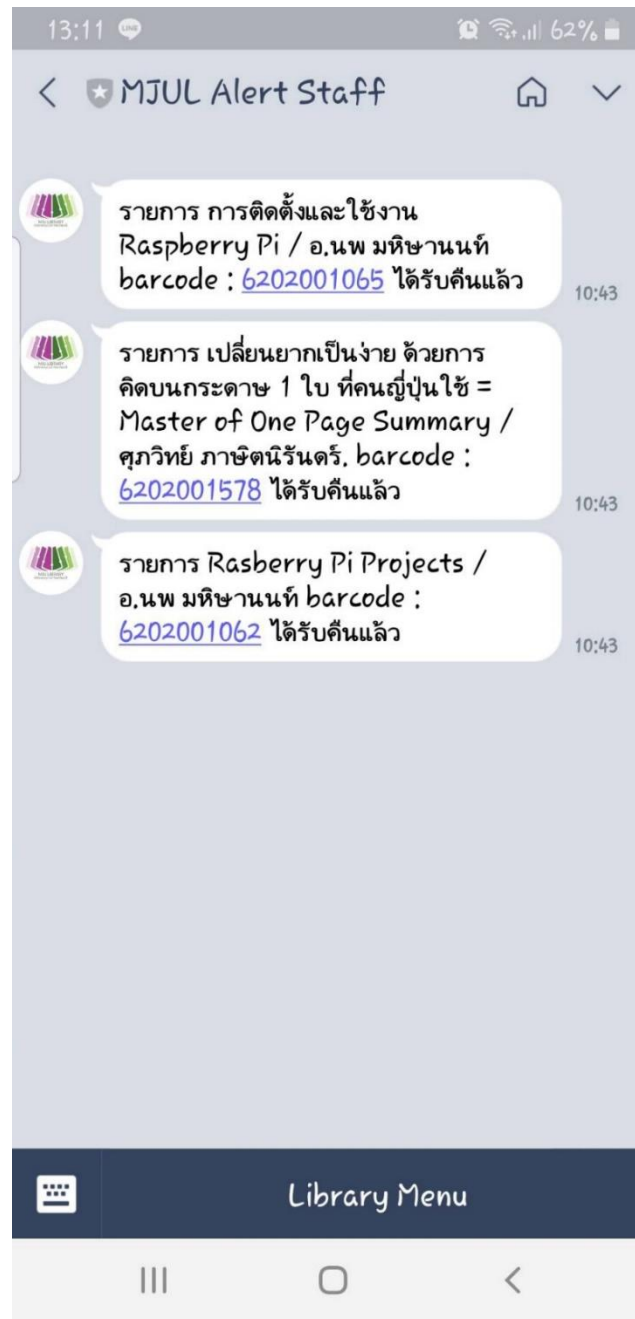 13:11 LINE 62%
MJUL Alert Staff
รายการ การติดตั้งและใช้งาน
Raspberry Pi / อ.นพ มหิษานนท์
barcode : 6202001065 ได้รับคืนแล้ว
10:43
รายการ เปลี่ยนยากเป็นง่าย ด้วยการ
คิดบนกระดาษ 1 ใบ ที่คนญี่ปุ่นใช้ =
Master of One Page Summary /
ศุภวิทย์ ภาษิตนิรันดร์. barcode :
6202001578 ได้รับคืนแล้ว
10:43
รายการ Rasberry Pi Projects /
อ.นพ มหิษานนท์ barcode :
6202001062 ได้รับคืนแล้ว
10:43
Library Menu